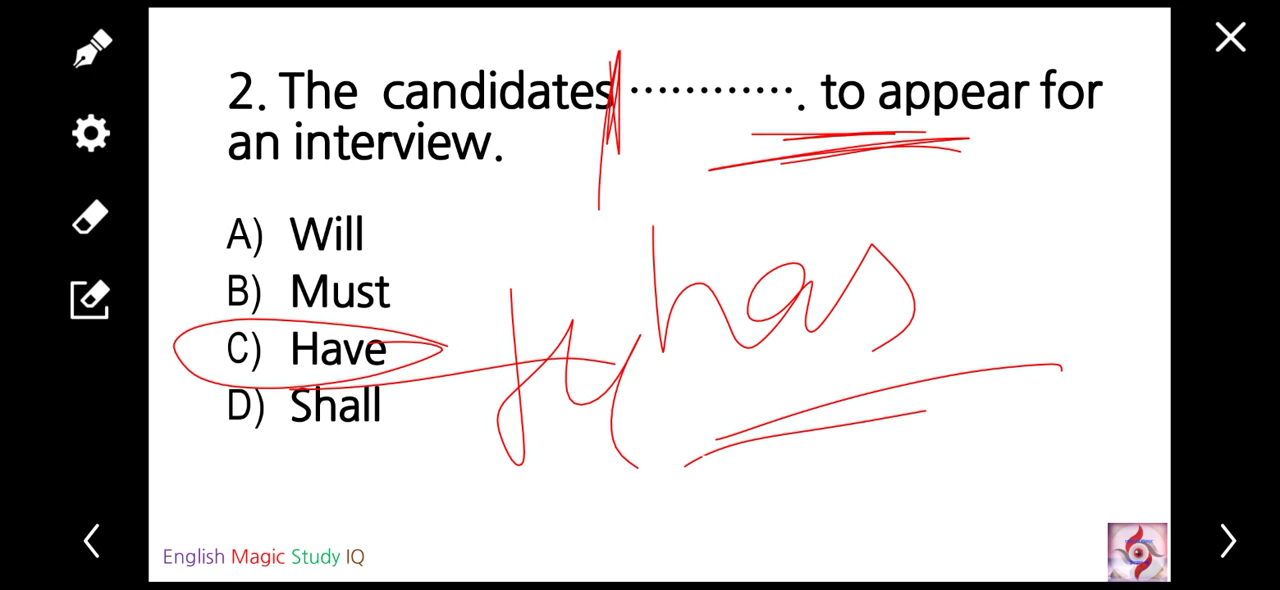 2. The candidates ............. to appear for
an interview.
A) Will
B) Must
C) Have
D) Shall
has
English Magic Study IQ